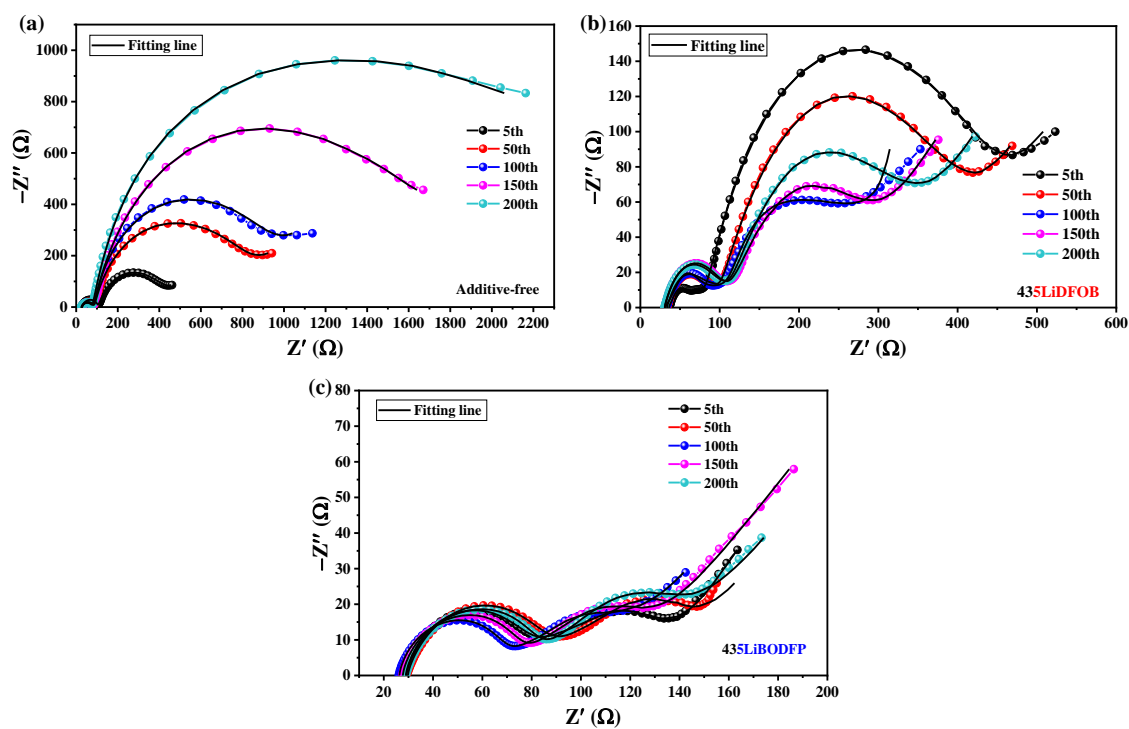 (a)
1000
800
600
400
200
0
−Z″ (Ω)
Fitting line
5th
50th
100th
150th
200th
Additive-free
0 200 400 600 800 1000 1200 1400 1600 1800 2000 2200
Z′ (Ω)
(b)
160
140
120
100
80
60
40
20
0
−Z″ (Ω)
Fitting line
5th
50th
100th
150th
200th
435LiDFOB
0 100 200 300 400 500 600
Z′ (Ω)
(c)
80
70
60
50
40
30
20
10
0
−Z″ (Ω)
Fitting line
5th
50th
100th
150th
200th
435LiBODFP
20 40 60 80 100 120 140 160 180 200
Z′ (Ω)